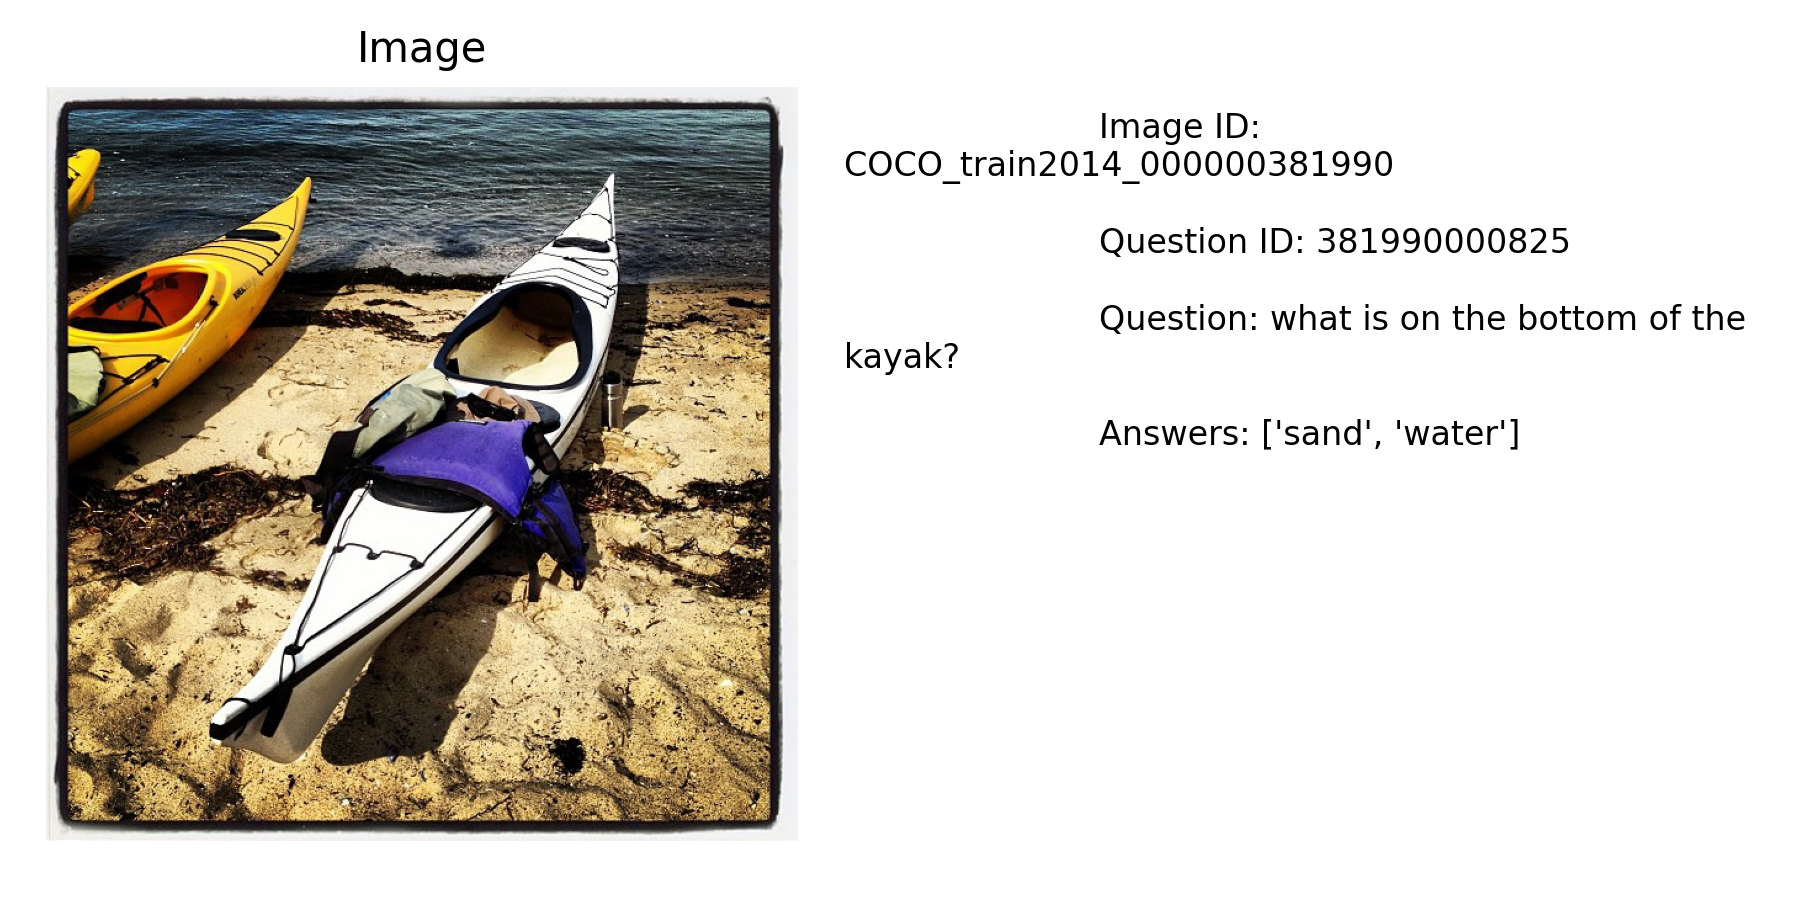 Image
Image ID:
COCO_train2014_000000381990
Question ID: 381990000825
Question: what is on the bottom of the
kayak?
Answers: ['sand', 'water']